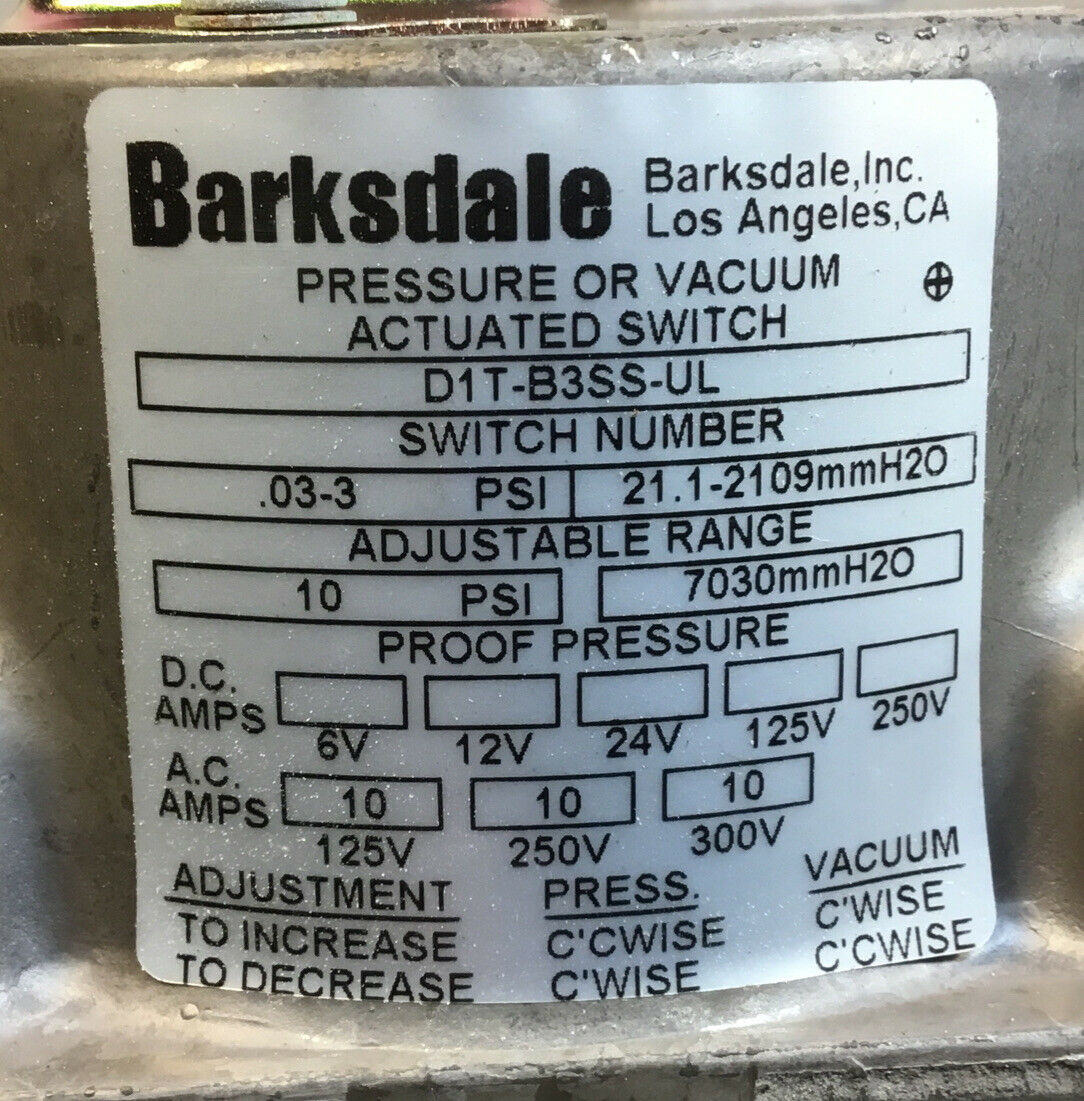 Barksdale
Barksdale,Inc.
Los Angeles,CA
PRESSURE OR VACUUM
ACTUATED SWITCH
D1T-B3SS-UL
SWITCH NUMBER
.03-3 PSI 21.1-2109mmH2O
ADJUSTABLE RANGE
10 PSI 7030mmH2O
PROOF PRESSURE
D.C.
AMPS
6V 12V 24V 125V 250V
A.C.
AMPS 10 10 10
125V 250V 300V
ADJUSTMENT PRESS. VACUUM
TO INCREASE C'CWISE C'WISE
TO DECREASE C'WISE C'CWISE